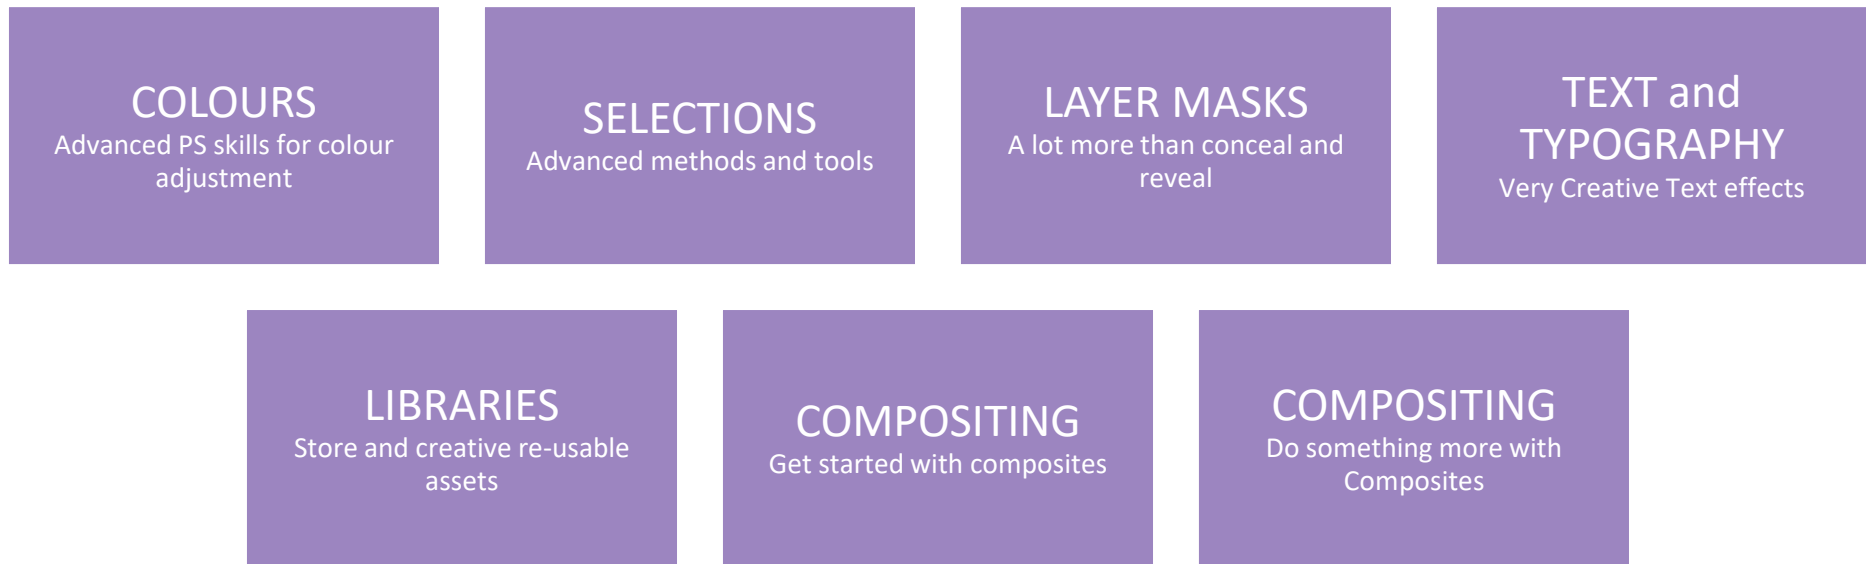 COLOURS
Advanced PS skills for colour
adjustment
SELECTIONS
Advanced methods and tools
LAYER MASKS
A lot more than conceal and
reveal
TEXT and
TYPOGRAPHY
Very Creative Text effects
LIBRARIES
Store and creative re-usable
assets
COMPOSITING
Get started with composites
COMPOSITING
Do something more with
Composites